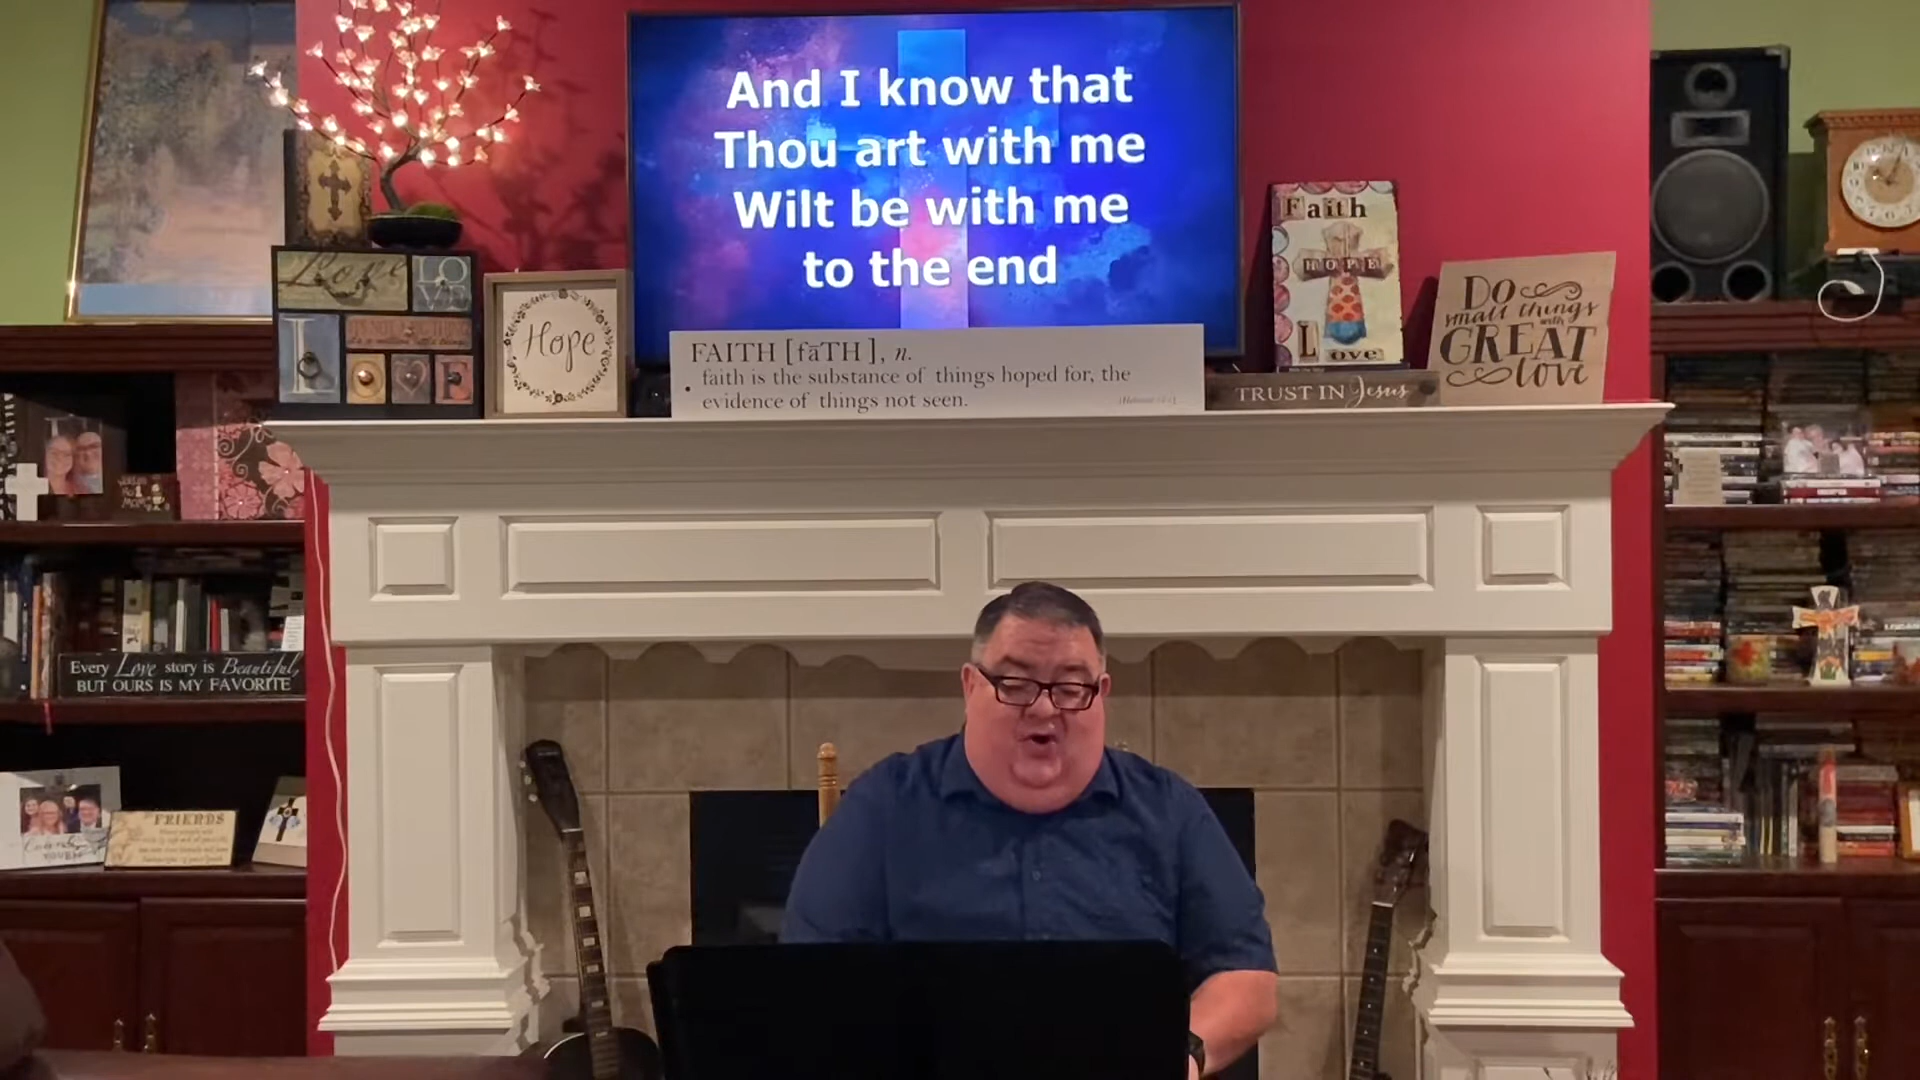 And I know that
Thou art with me
Wilt be with me
to the end
Love
LO
VE
Hope
FAITH [fāTH], n.
faith is the substance of things hoped for, the
evidence of things not seen.
Faith
HOPE
Love
TRUST IN Jesus
DO
small things
with
GREAT
love
Every Love story is Beautiful,
BUT OURS IS MY FAVORITE
FRIENDS